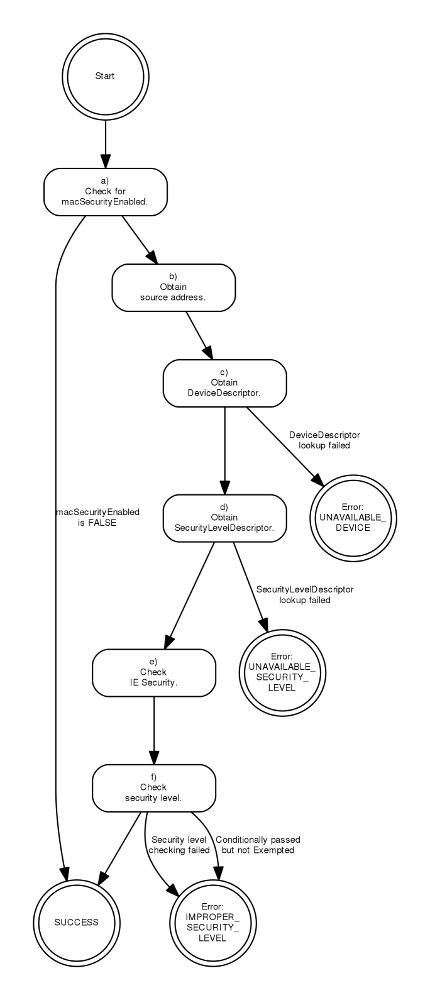 Start
a)
Check for
macSecurityEnabled.
b)
Obtain
source address.
c)
Obtain
DeviceDescriptor.
DeviceDescriptor
lookup failed
Error:
UNAVAILABLE_
DEVICE
d)
Obtain
SecurityLevelDescriptor.
macSecurityEnabled
is FALSE
SecurityLevelDescriptor
lookup failed
Error:
UNAVAILABLE_
SECURITY_
LEVEL
e)
Check
IE Security.
f)
Check
security level.
Security level
checking failed
Conditionally passed
but not Exempted
SUCCESS
Error:
IMPROPER_
SECURITY_
LEVEL